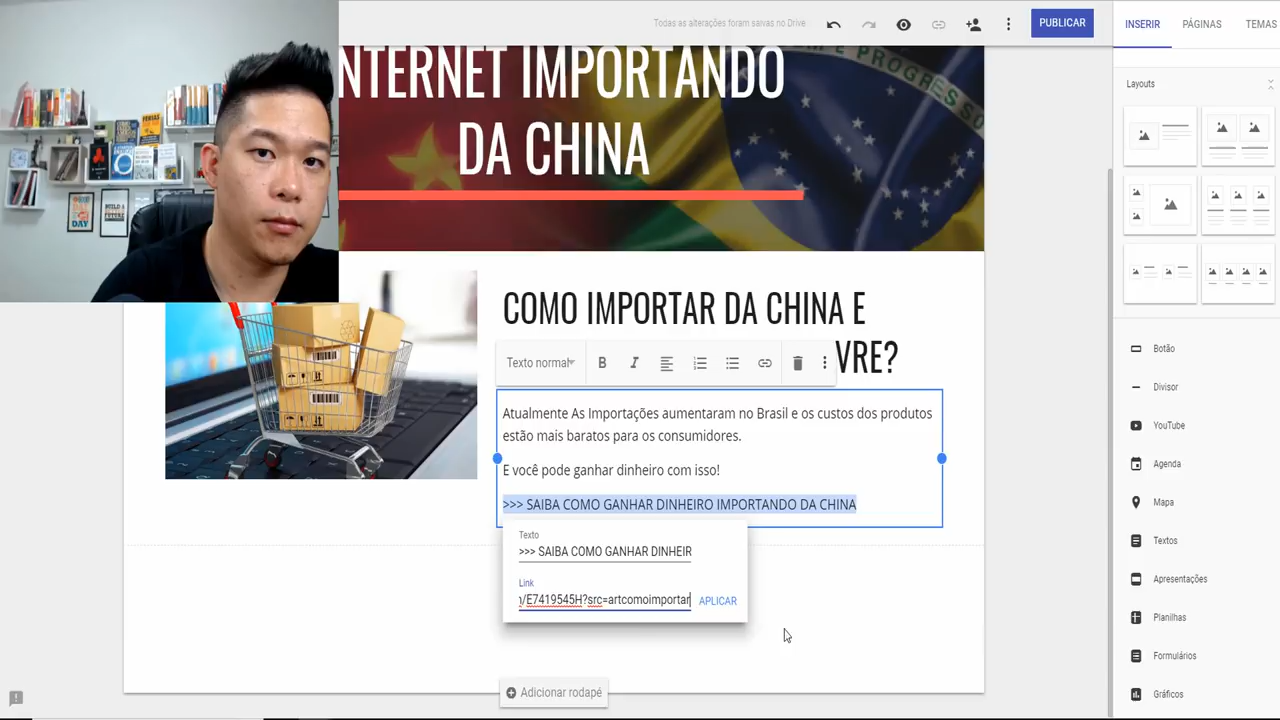 Todas as alterações foram salvas no Drive
PUBLICAR
INSERIR
PÁGINAS
TEMAS
NTERNET IMPORTANDO
DA CHINA
Layouts
COMO IMPORTAR DA CHINA E
VRE?
Texto normal
B
I
Atualmente As Importações aumentaram no Brasil e os custos dos produtos
estão mais baratos para os consumidores.
E você pode ganhar dinheiro com isso!
>>> SAIBA COMO GANHAR DINHEIRO IMPORTANDO DA CHINA
Texto
>>> SAIBA COMO GANHAR DINHEIR
Link
/E7419545H?src=artcomoimportar
APLICAR
Adicionar rodapé
Botão
Divisor
YouTube
Agenda
Mapa
Textos
Apresentações
Planilhas
Formulários
Gráficos